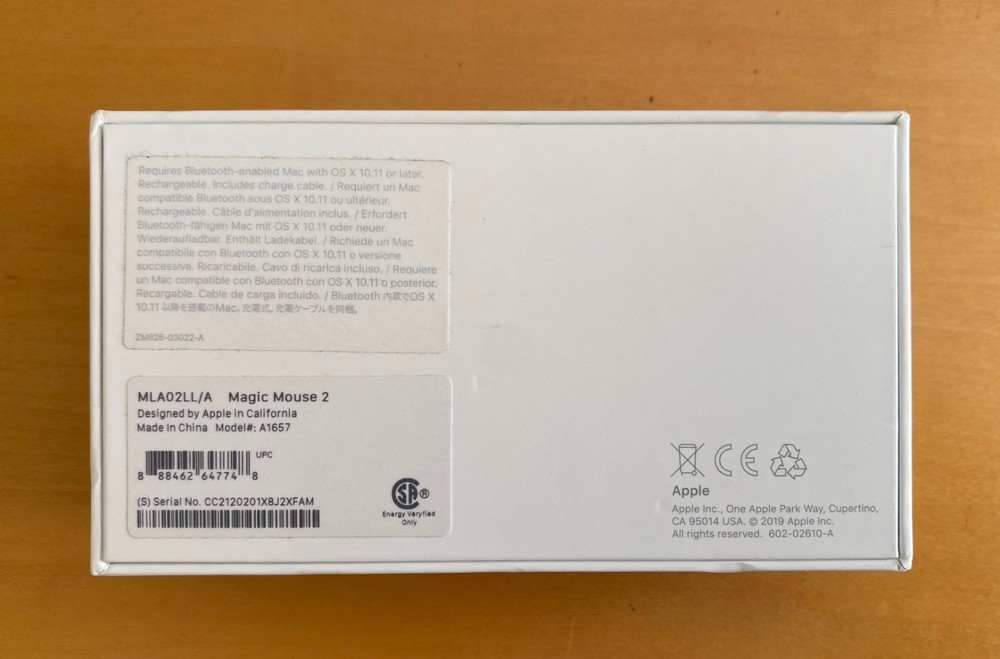 Requires Bluetooth-enabled Mac with OS X 10.11 or later.
Rechargeable. Includes charge cable. / Requiert un Mac
compatible Bluetooth sous OS X 10.11 ou ultérieur.
Rechargeable. Câble d'alimentation inclus. / Erfordert
Bluetooth-fähigen Mac mit OS X 10.11 oder neuer.
Wiederaufladbar. Enthält Ladekabel. / Richiede un Mac
compatibile con Bluetooth con OS X 10.11 o versione
successiva. Ricaricabile. Cavo di ricarica incluso. / Requiere
un Mac compatible con Bluetooth con OS X 10.11 o posterior.
Recargable. Cable de carga incluido. / Bluetooth 内蔵でOS X
10.11 以降を搭載のMac。充電式。充電ケーブルを同梱。
ZM826-03022-A
MLA02LL/A Magic Mouse 2
Designed by Apple in California
Made In China Model#: A1657
UPC
8 88462 64774 8
(S) Serial No. CC2120201X8J2XFAM
SA®
Energy Verified
Only
CE
Apple
Apple Inc., One Apple Park Way, Cupertino,
CA 95014 USA. © 2019 Apple Inc.
All rights reserved. 602-02610-A